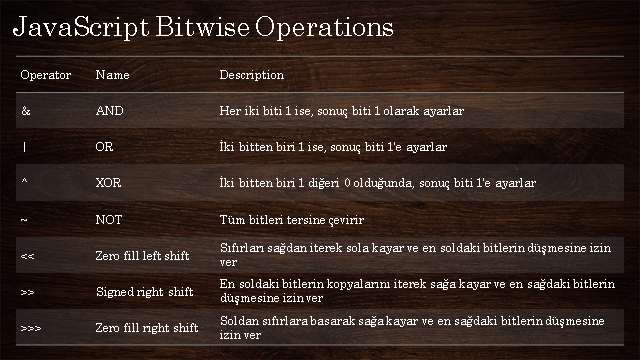 JavaScript Bitwise Operations
Operator Name Description
& AND Her iki biti 1 ise, sonuç biti 1 olarak ayarlar
| OR İki bitten biri 1 ise, sonuç biti 1'e ayarlar
^ XOR İki bitten biri 1 diğeri 0 olduğunda, sonuç biti 1'e ayarlar
~ NOT Tüm bitleri tersine çevirir
<< Zero fill left shift Sıfırları sağdan iterek sola kayar ve en soldaki bitlerin düşmesine izin
ver
>> Signed right shift En soldaki bitlerin kopyalarını iterek sağa kayar ve en sağdaki bitlerin
düşmesine izin ver
>>> Zero fill right shift Soldan sıfırlara basarak sağa kayar ve en sağdaki bitlerin düşmesine
izin ver